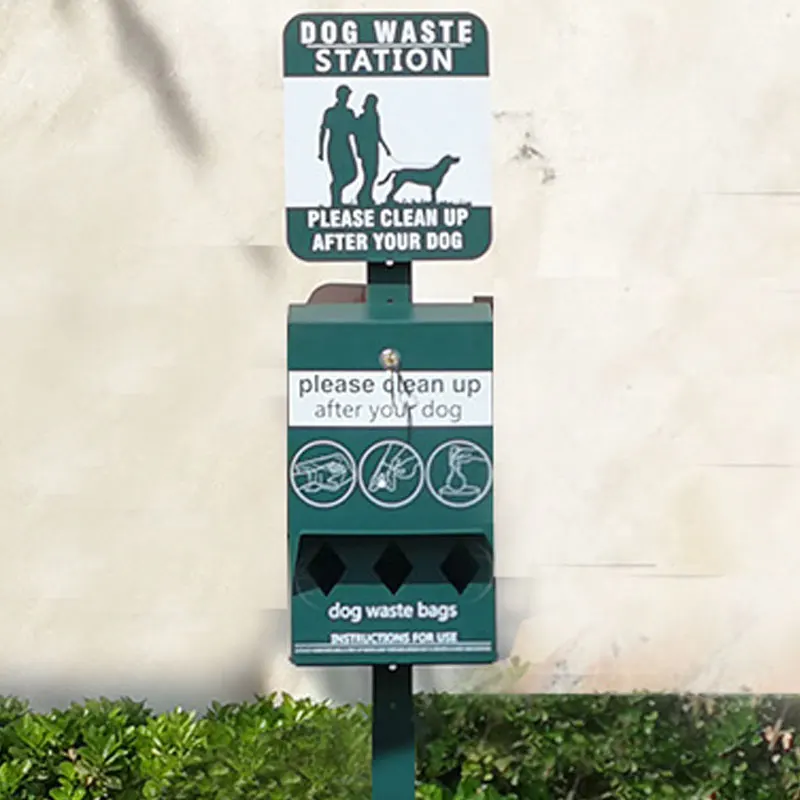 DOG WASTE
STATION
PLEASE CLEAN UP
AFTER YOUR DOG
please clean up
after your dog
dog waste bags
INSTRUCTIONS FOR USE